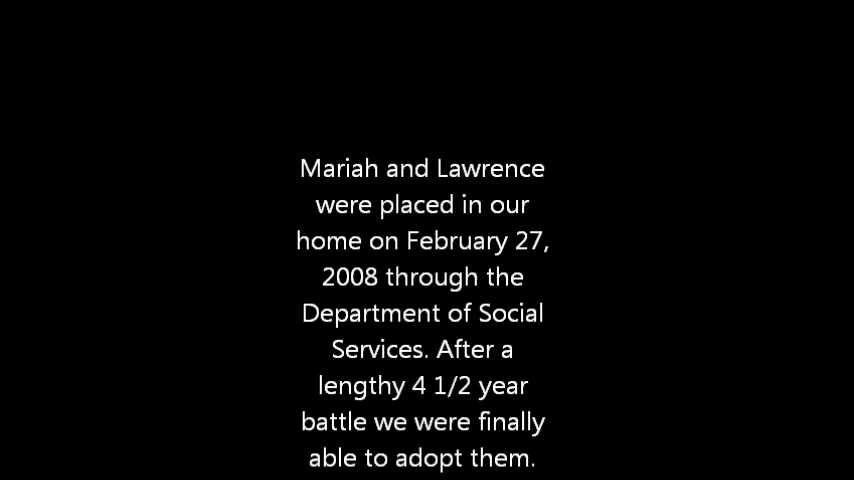 Mariah and Lawrence
were placed in our
home on February 27,
2008 through the
Department of Social
Services. After a
lengthy 4 1/2 year
battle we were finally
able to adopt them.